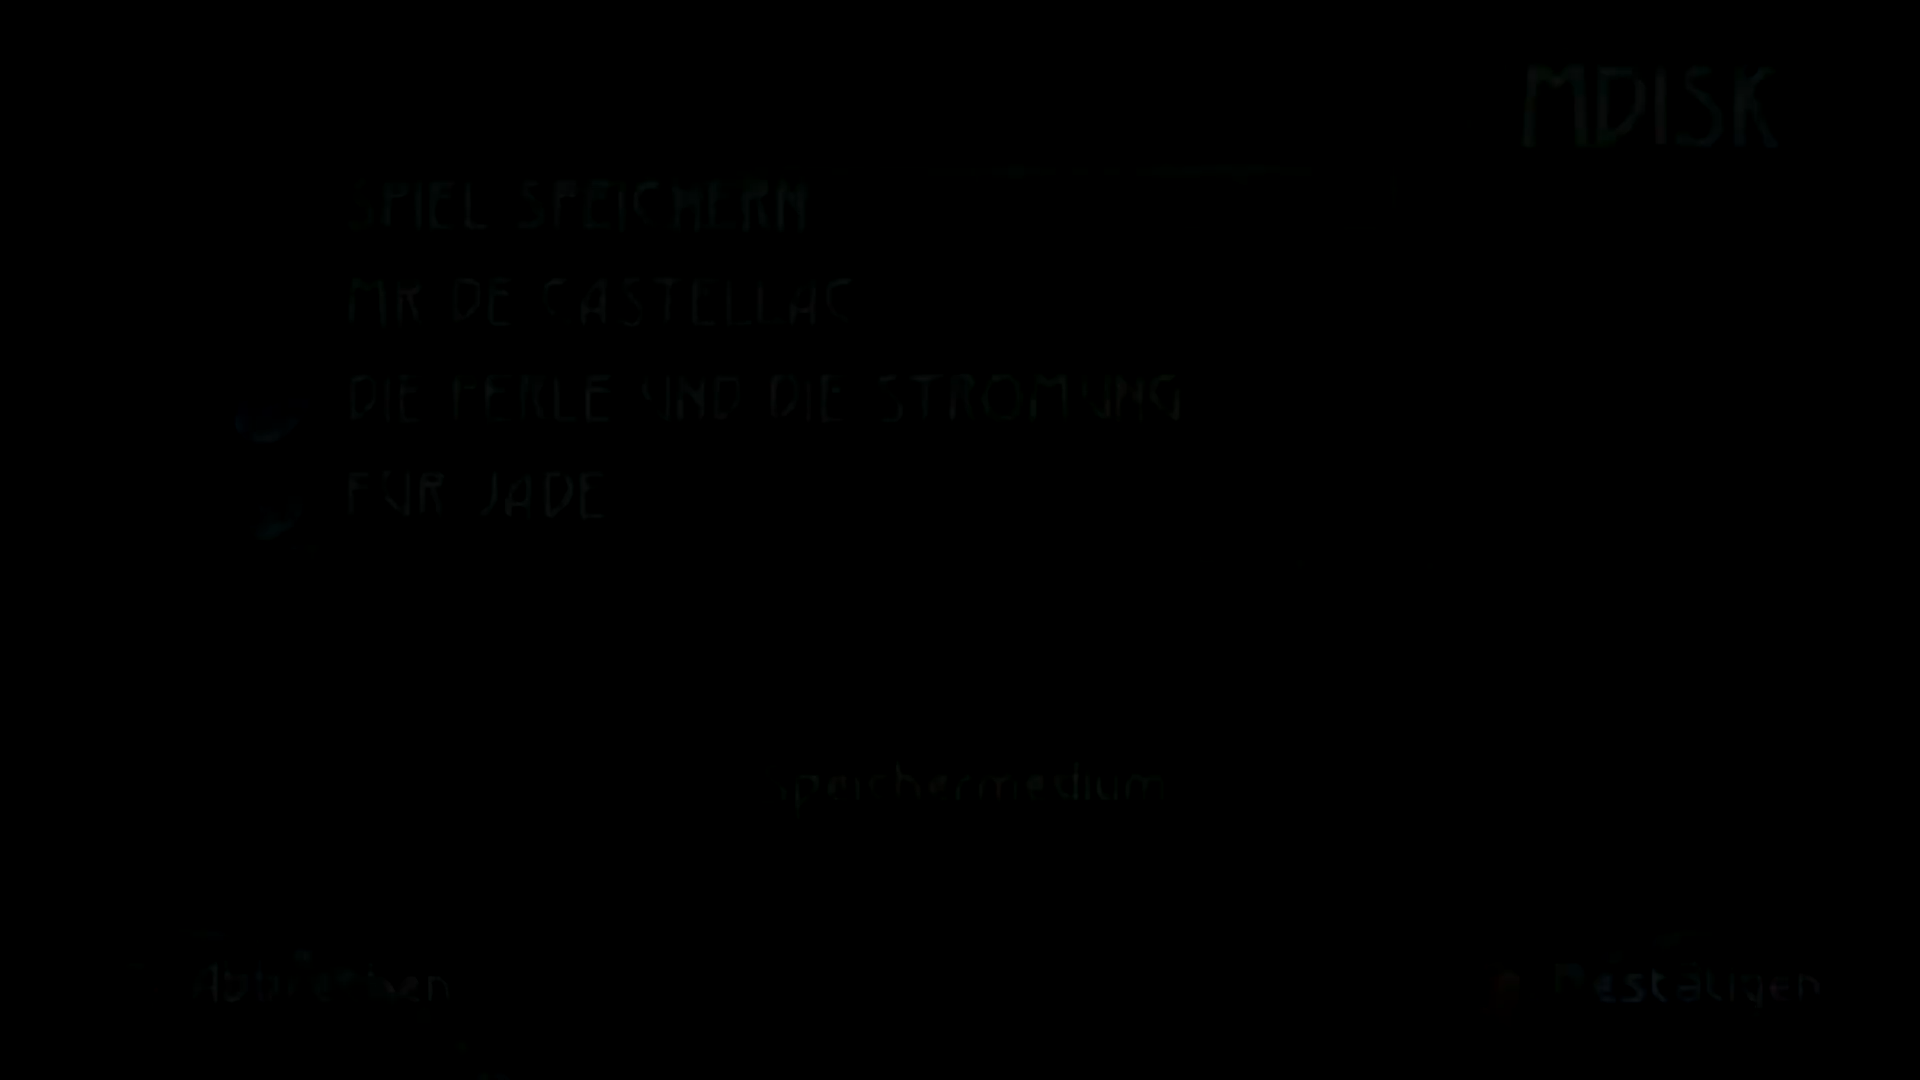 MDISK
SPIEL SPEICHERN
MR DE CASTELLAC
DIE PERLE UND DIE STRÖMUNG
FÜR JADE
Speichermedium
Abbrechen
Bestätigen